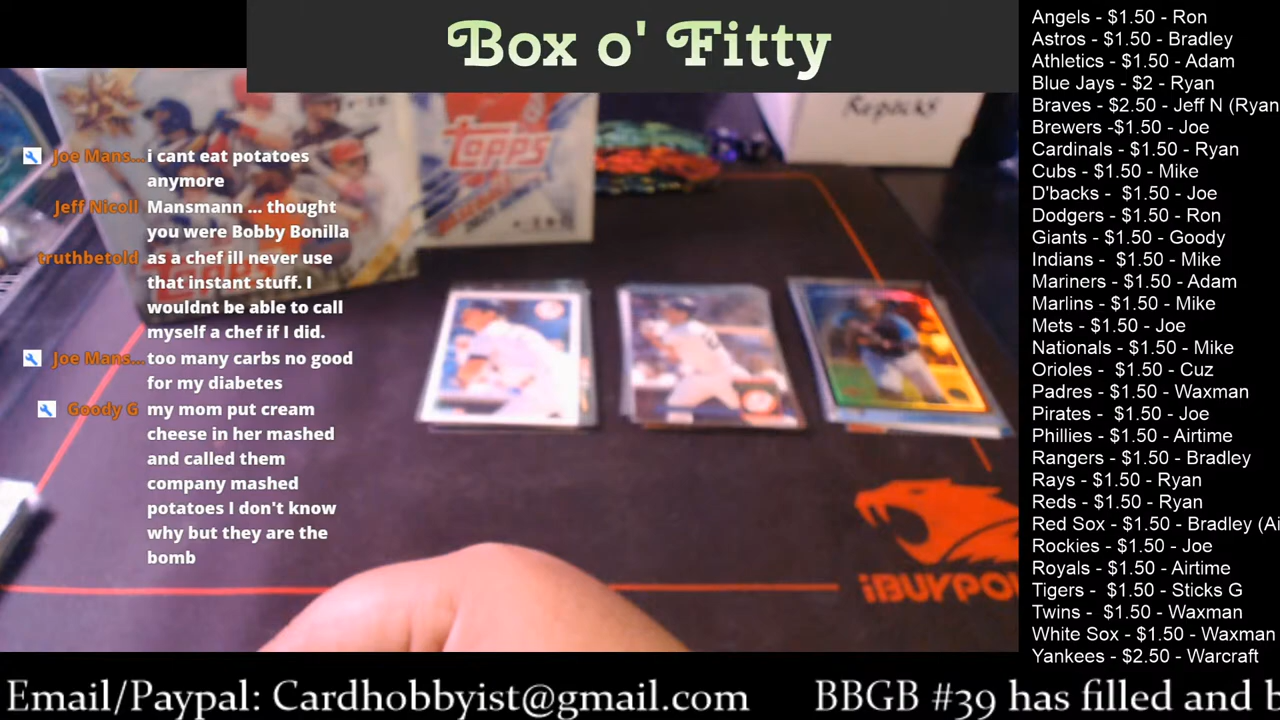 Box o' Fitty
Repacks
TOPPS
Joe Mans... i cant eat potatoes
anymore
Jeff Nicoll Mansmann ... thought
you were Bobby Bonilla
truthbetold as a chef ill never use
that instant stuff. I
wouldnt be able to call
myself a chef if I did.
Joe Mans... too many carbs no good
for my diabetes
Goody G my mom put cream
cheese in her mashed
and called them
company mashed
potatoes I don't know
why but they are the
bomb
iBUYPO
Angels - $1.50 - Ron
Astros - $1.50 - Bradley
Athletics - $1.50 - Adam
Blue Jays - $2 - Ryan
Braves - $2.50 - Jeff N (Ryan
Brewers -$1.50 - Joe
Cardinals - $1.50 - Ryan
Cubs - $1.50 - Mike
D'backs -  $1.50 - Joe
Dodgers - $1.50 - Ron
Giants - $1.50 - Goody
Indians -  $1.50 - Mike
Mariners - $1.50 - Adam
Marlins - $1.50 - Mike
Mets - $1.50 - Joe
Nationals - $1.50 - Mike
Orioles - $1.50 - Cuz
Padres - $1.50 - Waxman
Pirates -  $1.50 - Joe
Phillies - $1.50 - Airtime
Rangers - $1.50 - Bradley
Rays - $1.50 - Ryan
Reds - $1.50 - Ryan
Red Sox - $1.50 - Bradley (Ai
Rockies - $1.50 - Joe
Royals - $1.50 - Airtime
Tigers -  $1.50 - Sticks G
Twins - $1.50 - Waxman
White Sox - $1.50 - Waxman
Yankees - $2.50 - Warcraft
Email/Paypal: Cardhobbyist@gmail.com BBGB #39 has filled and b